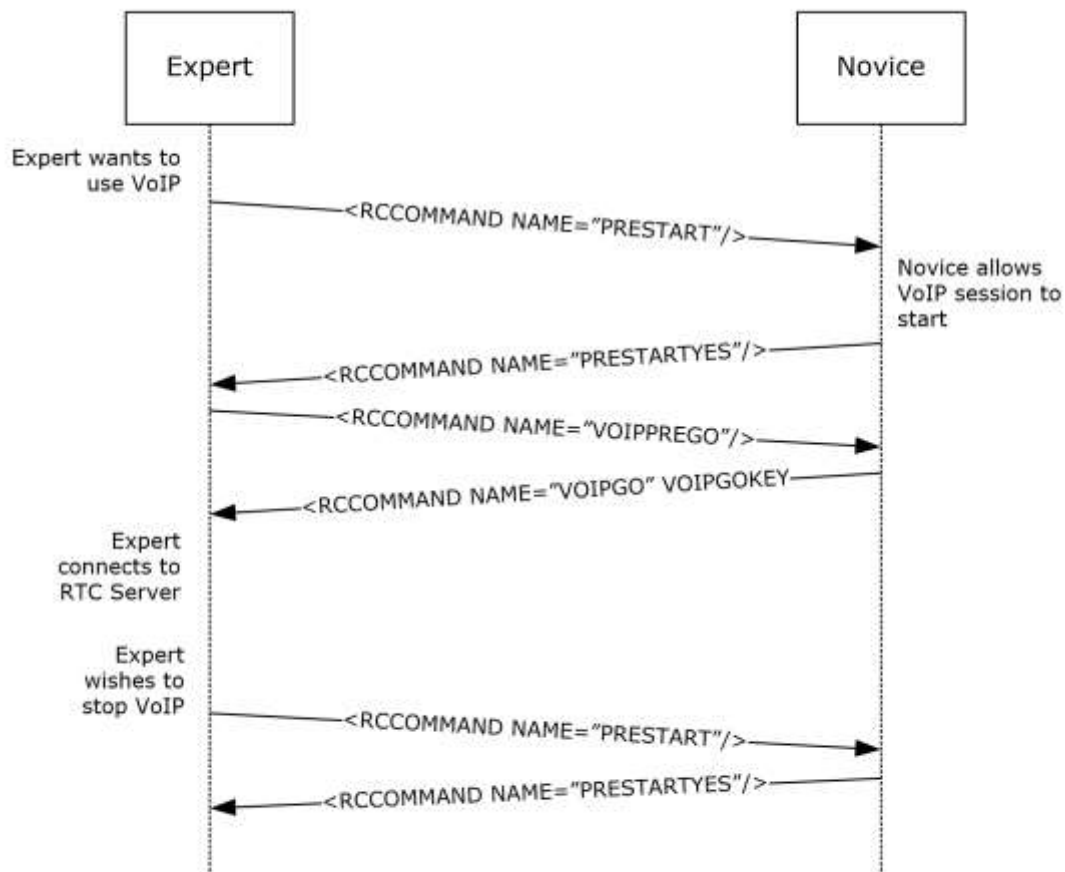 Expert
Novice
Expert wants to
use VoIP
<RCCOMMAND NAME=”PRESTART”/>
Novice allows
VoIP session to
start
<RCCOMMAND NAME=”PRESTARTYES”/>
<RCCOMMAND NAME=”VOIPPREGO”/>
<RCCOMMAND NAME=”VOIPGO” VOIPGOKEY
Expert
connects to
RTC Server
Expert
wishes to
stop VoIP
<RCCOMMAND NAME=”PRESTART”/>
<RCCOMMAND NAME=”PRESTARTYES”/>